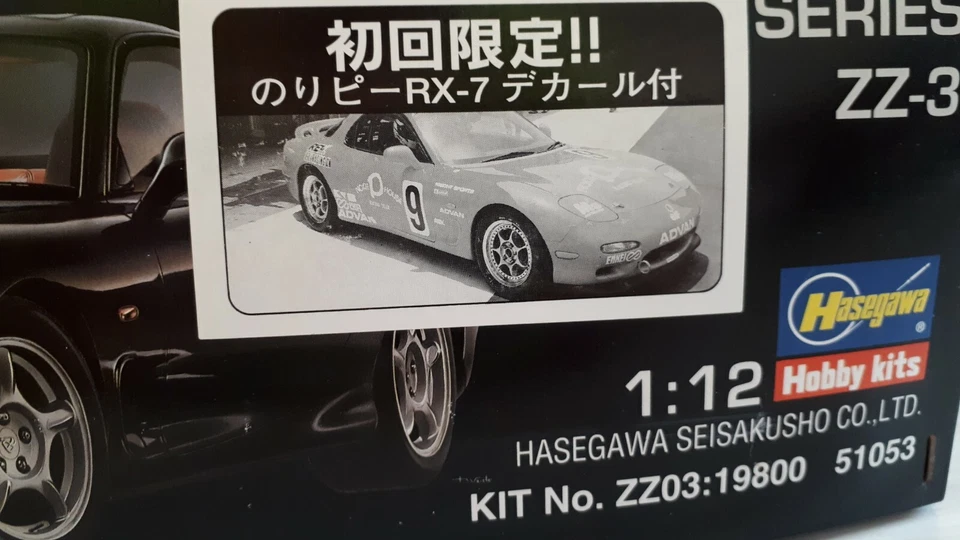 初回限定!!
のりピーRX-7 デカール付
SERIES
ZZ-3
9
ADVAN
ADVAN
ADVAN
Hasegawa®
Hobby kits
1:12
HASEGAWA SEISAKUSHO CO.,LTD.
KIT No. ZZ03:19800 51053